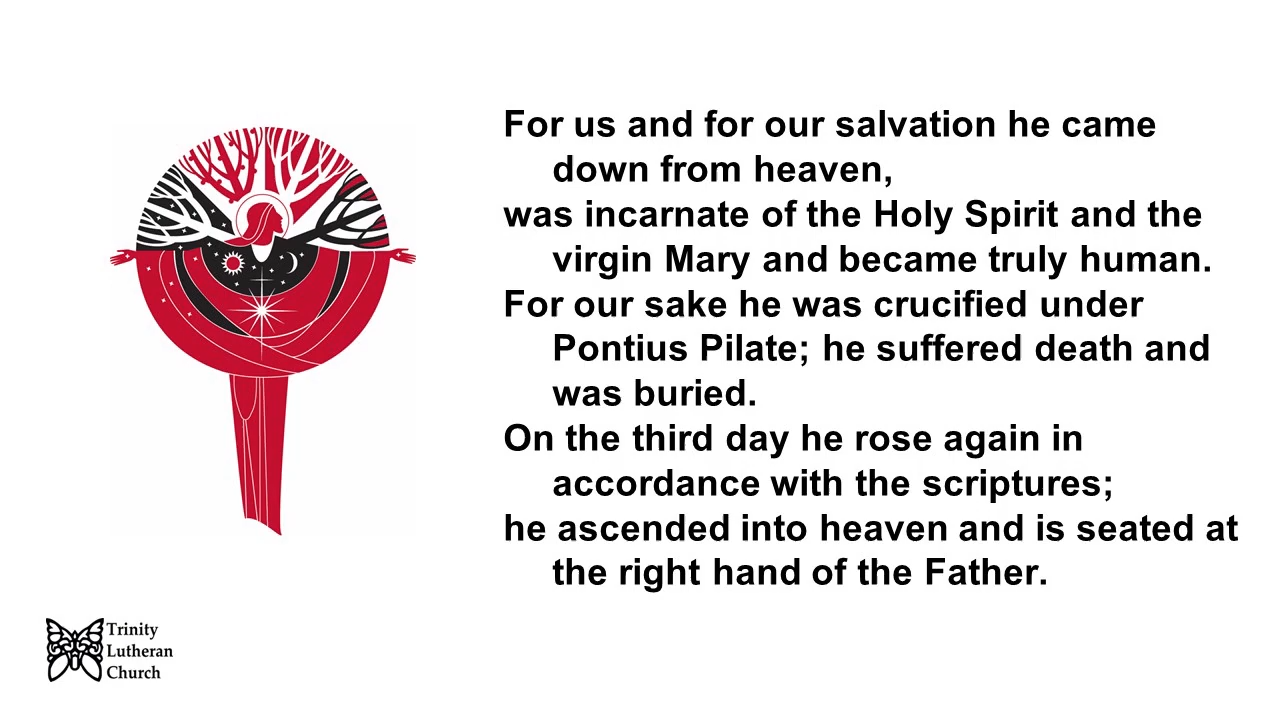 For us and for our salvation he came
down from heaven,
was incarnate of the Holy Spirit and the
virgin Mary and became truly human.
For our sake he was crucified under
Pontius Pilate; he suffered death and
was buried.
On the third day he rose again in
accordance with the scriptures;
he ascended into heaven and is seated at
the right hand of the Father.
Trinity
Lutheran
Church